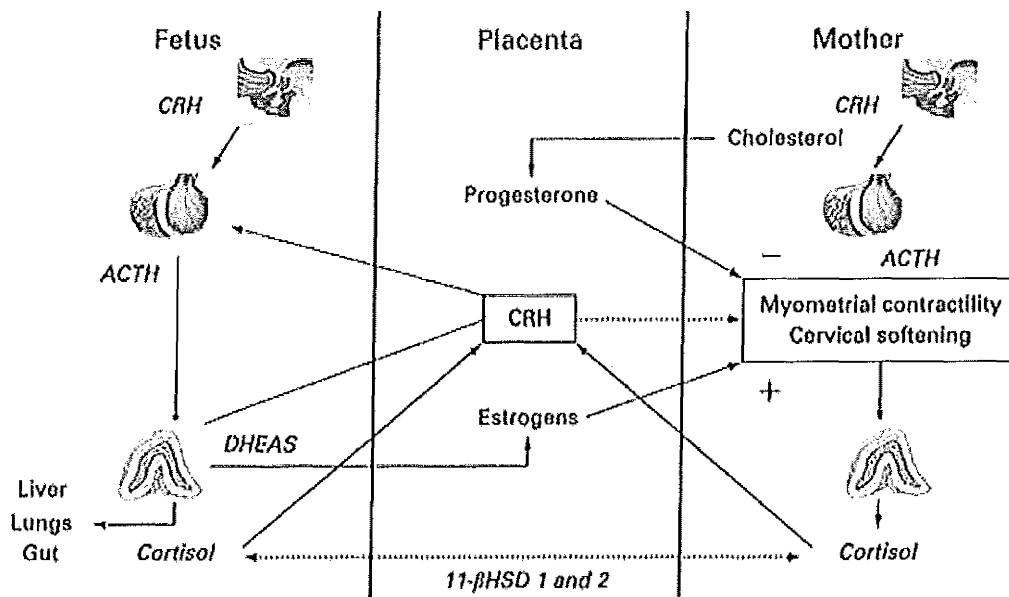 Fetus
Placenta
Mother
CRH
CRH
Cholesterol
Progesterone
ACTH
−
ACTH
CRH
Myometrial contractility
Cervical softening
+
Estrogens
DHEAS
Liver
Lungs
Gut
Cortisol
Cortisol
11-βHSD 1 and 2